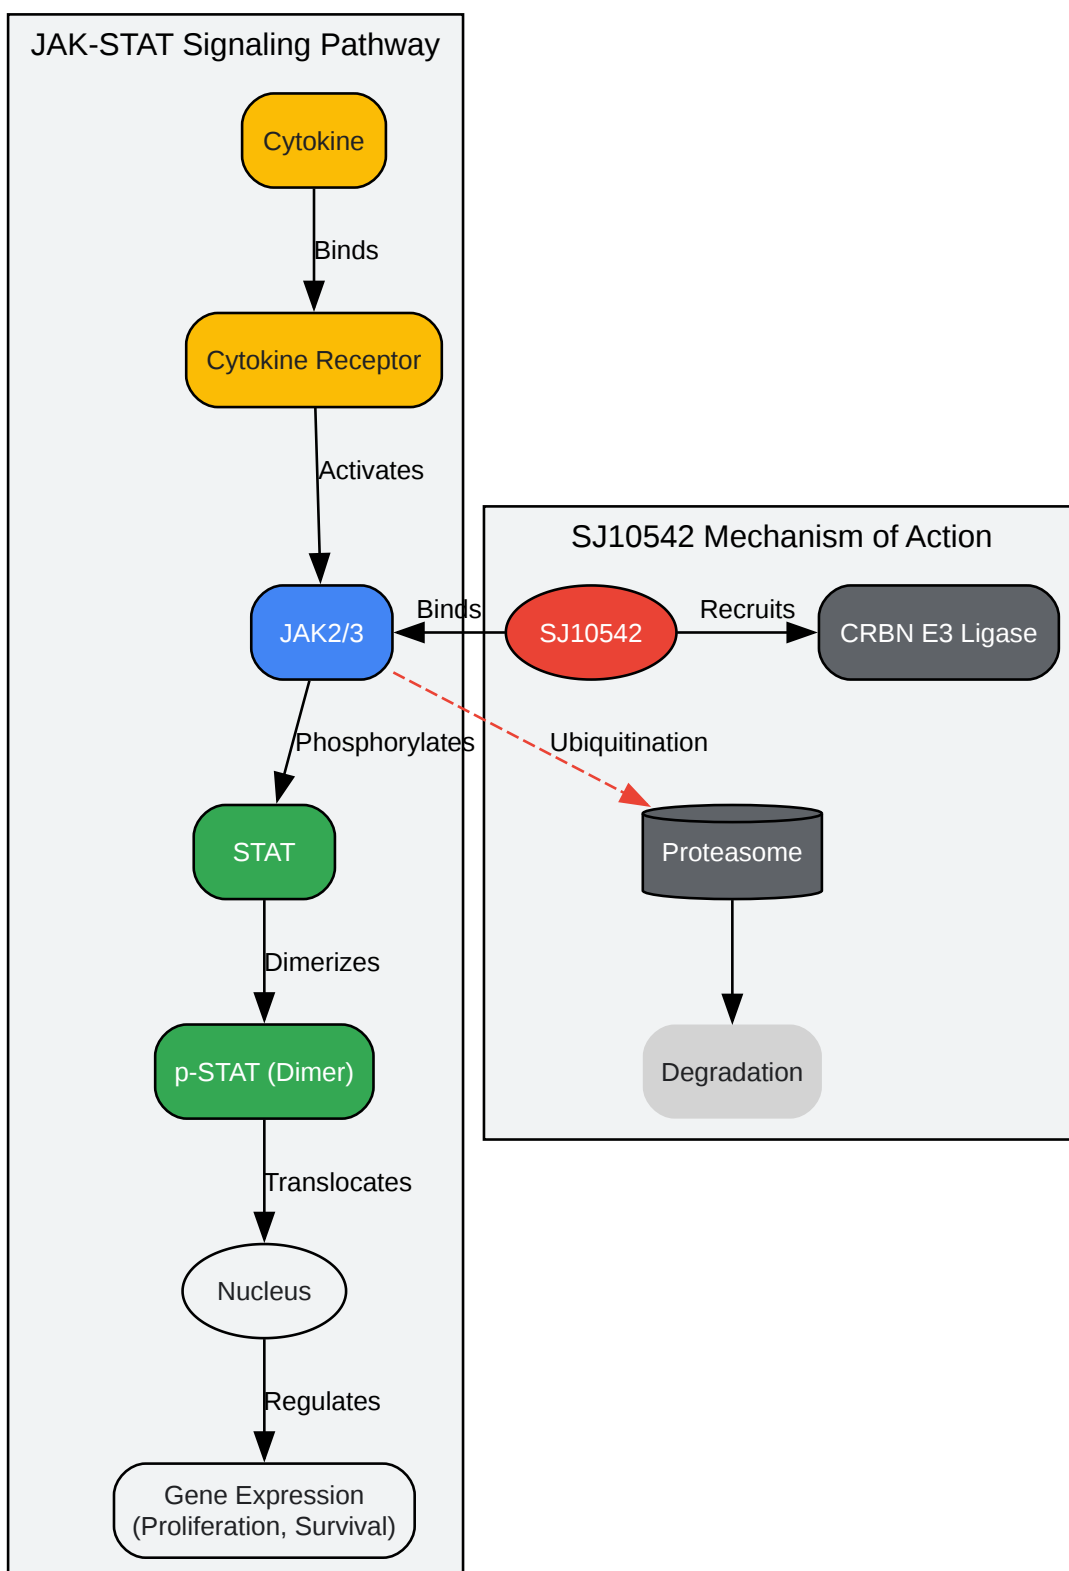 JAK-STAT Signaling Pathway
Cytokine
Binds
Cytokine Receptor
Activates
SJ10542 Mechanism of Action
JAK2/3
Binds
SJ10542
Recruits
CRBN E3 Ligase
Phosphorylates
Ubiquitination
STAT
Proteasome
Dimerizes
p-STAT (Dimer)
Degradation
Translocates
Nucleus
Regulates
Gene Expression
(Proliferation, Survival)